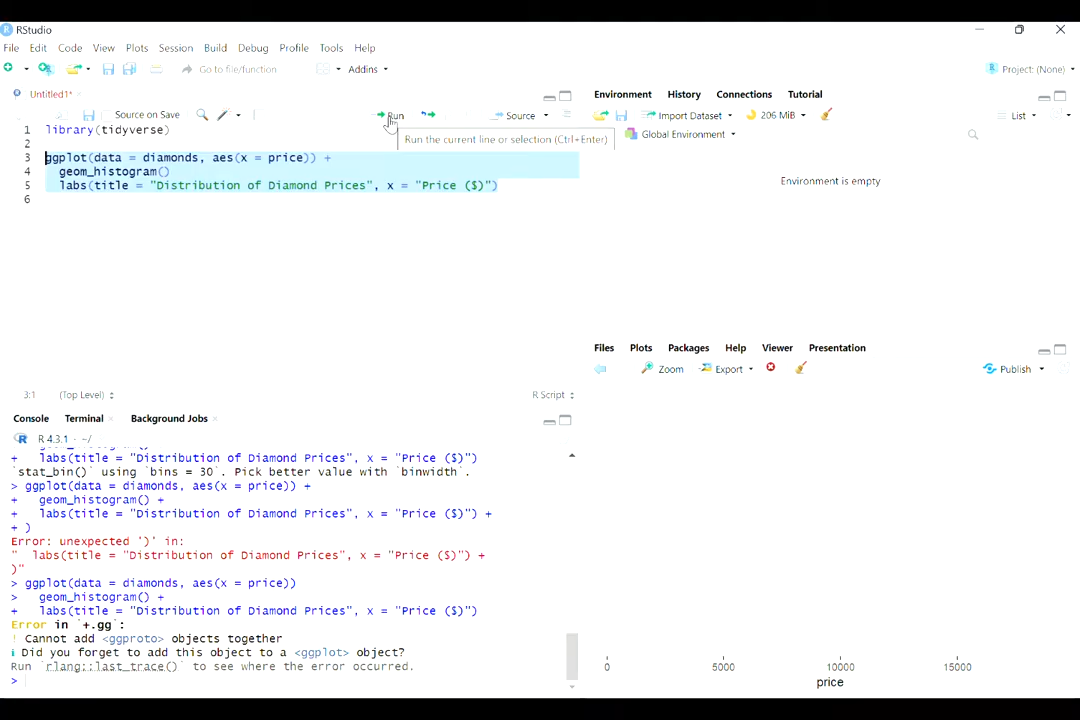 RStudio
File Edit Code View Plots Session Build Debug Profile Tools Help
Go to file/function Addins Project: (None)
Untitled1*
Source on Save Run Source
Run the current line or selection (Ctrl+Enter)
1 library(tidyverse)
2
3 ggplot(data = diamonds, aes(x = price)) +
4 geom_histogram()
5 labs(title = "Distribution of Diamond Prices", x = "Price ($)")
6
3:1 (Top Level) R Script
Console Terminal Background Jobs
R 4.3.1 · ~/
+ labs(title = "Distribution of Diamond Prices", x = "Price ($)")
`stat_bin()` using `bins = 30`. Pick better value with `binwidth`.
> ggplot(data = diamonds, aes(x = price)) +
+ geom_histogram() +
+ labs(title = "Distribution of Diamond Prices", x = "Price ($)") +
+ )
Error: unexpected ')' in:
" labs(title = "Distribution of Diamond Prices", x = "Price ($)") +
)"
> ggplot(data = diamonds, aes(x = price))
> geom_histogram() +
+ labs(title = "Distribution of Diamond Prices", x = "Price ($)")
Error in `+.gg`:
! Cannot add <ggproto> objects together
i Did you forget to add this object to a <ggplot> object?
Run `rlang::last_trace()` to see where the error occurred.
>
Environment History Connections Tutorial
Import Dataset 206 MiB List
Global Environment
Environment is empty
Files Plots Packages Help Viewer Presentation
Zoom Export Publish
0 5000 10000 15000
price